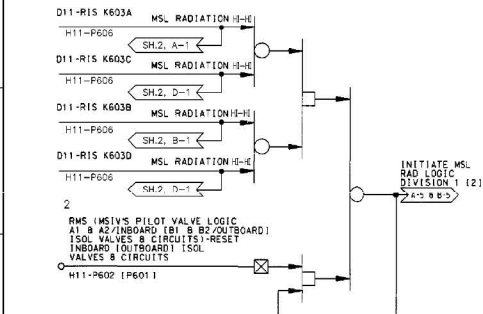 D11-RIS K603A MSL RADIATION HI-HI
H11-P606
SH.2, A-1
D11-RIS K603C MSL RADIATION HI-HI
H11-P606
SH.2, D-1
D11-RIS K603B MSL RADIATION HI-HI
H11-P606
SH.2, B-1
D11-RIS K603D MSL RADIATION HI-HI
H11-P606
SH.2, D-1
INITIATE MSL
RAD LOGIC
DIVISION 1 [2]
A-5 & B-5
2
RMS (MSIV'S PILOT VALVE LOGIC
A1 & A2/INBOARD [B1 & B2/OUTBOARD]
ISOL VALVES & CIRCUITS)-RESET
INBOARD [OUTBOARD] ISOL
VALVES & CIRCUITS
H11-P602 [P601]